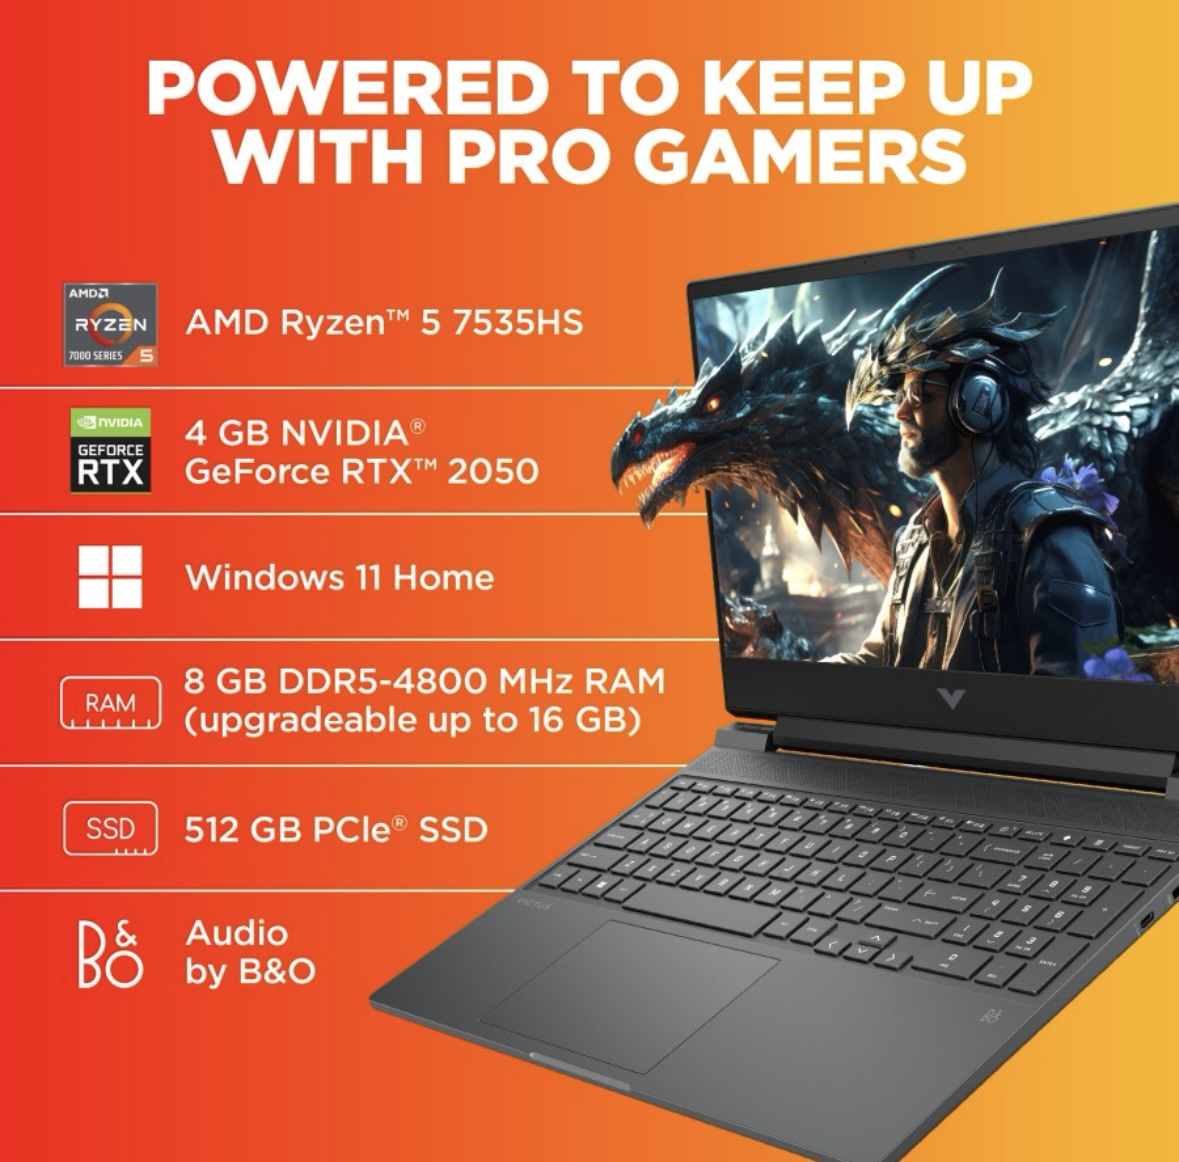 POWERED TO KEEP UP
WITH PRO GAMERS
AMD
RYZEN
7000 SERIES 5
AMD Ryzen™ 5 7535HS
NVIDIA
GEFORCE
RTX
4 GB NVIDIA®
GeForce RTX™ 2050
Windows 11 Home
RAM
8 GB DDR5-4800 MHz RAM
(upgradeable up to 16 GB)
SSD
512 GB PCIe® SSD
B&O
Audio
by B&O
VICTUS